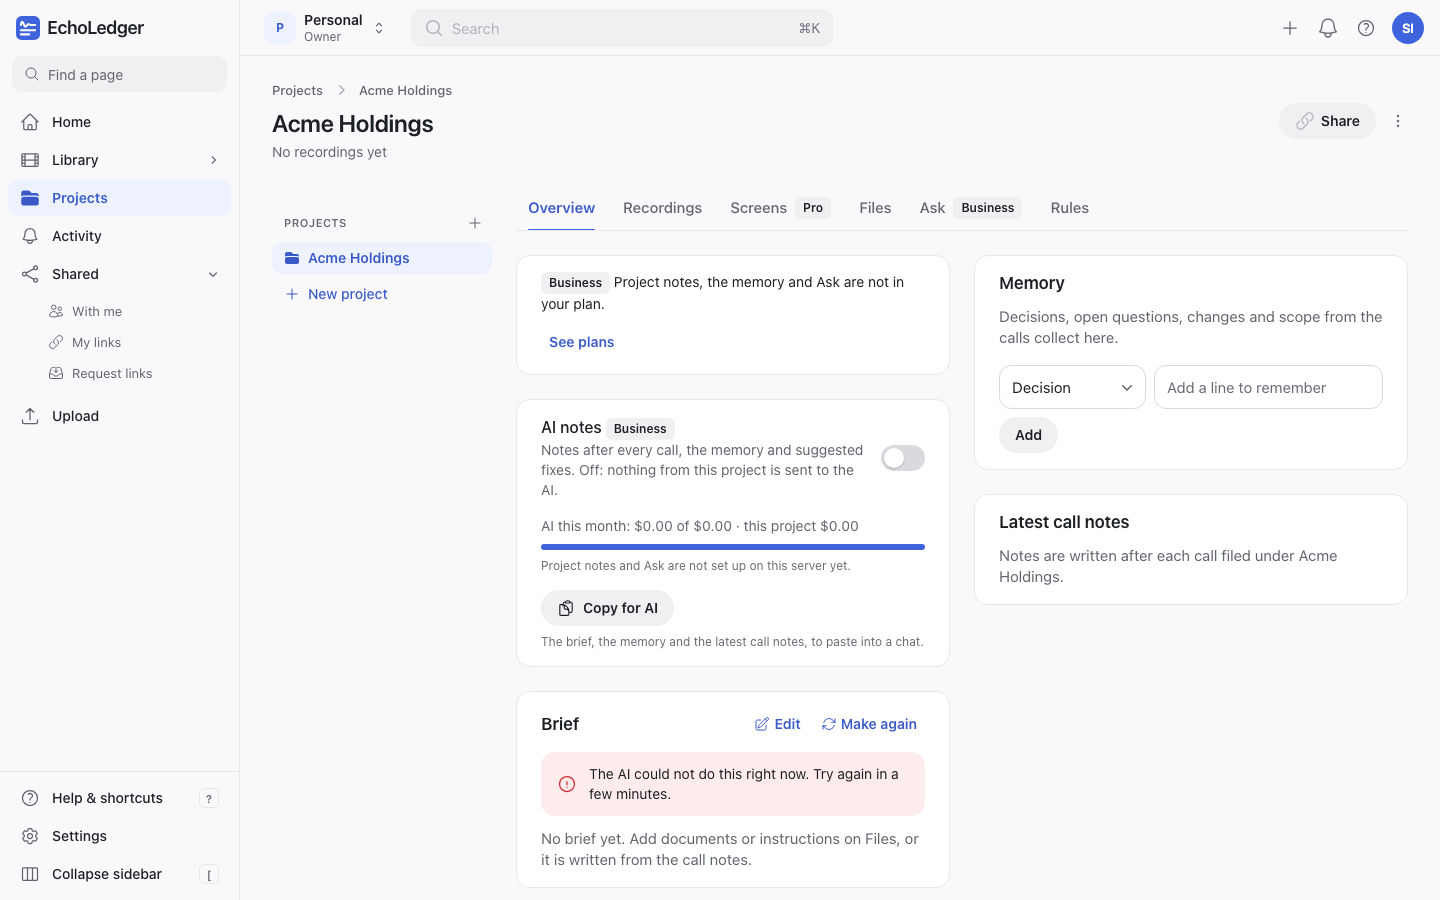 EchoLedger
Find a page
Home
Library
Projects
Activity
Shared
With me
My links
Request links
Upload
Help & shortcuts ?
Settings
Collapse sidebar [
P
Personal
Owner
Search ⌘K
SI
Projects > Acme Holdings
Acme Holdings
No recordings yet
Share
PROJECTS
Acme Holdings
New project
Overview Recordings Screens Pro Files Ask Business Rules
Business Project notes, the memory and Ask are not in
your plan.
See plans
AI notes Business
Notes after every call, the memory and suggested
fixes. Off: nothing from this project is sent to the
AI.
AI this month: $0.00 of $0.00 · this project $0.00
Project notes and Ask are not set up on this server yet.
Copy for AI
The brief, the memory and the latest call notes, to paste into a chat.
Brief
Edit Make again
The AI could not do this right now. Try again in a
few minutes.
No brief yet. Add documents or instructions on Files, or
it is written from the call notes.
Memory
Decisions, open questions, changes and scope from the
calls collect here.
Decision
Add a line to remember
Add
Latest call notes
Notes are written after each call filed under Acme
Holdings.